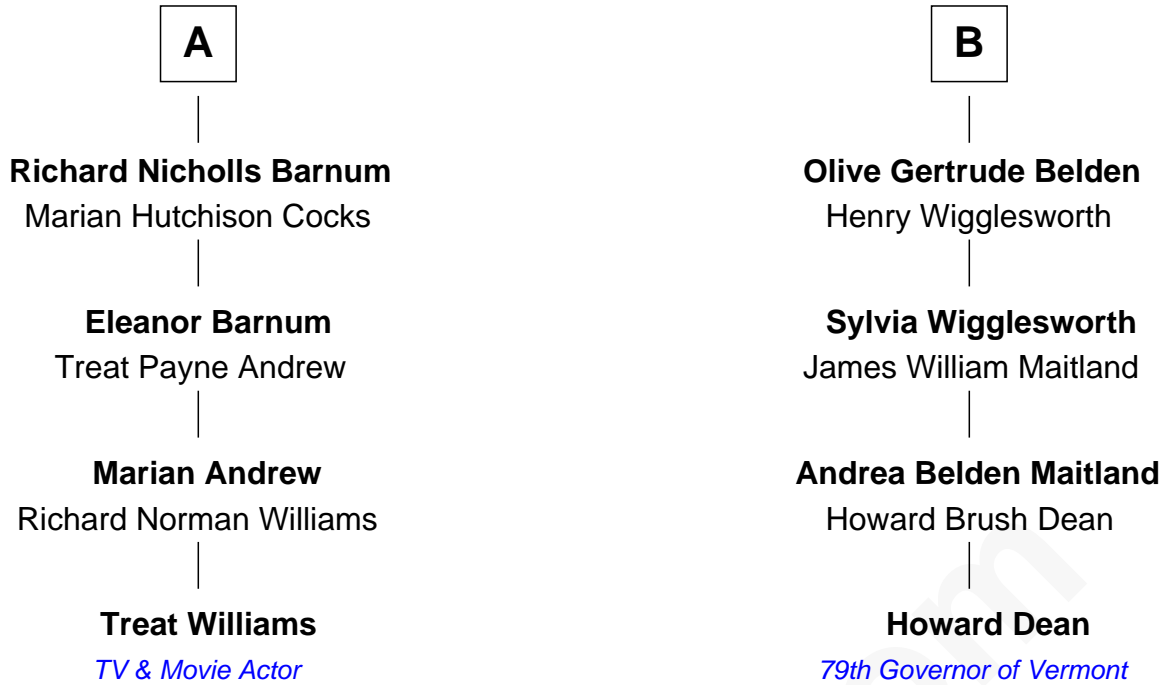 A
Richard Nicholls Barnum
Marian Hutchison Cocks
Eleanor Barnum
Treat Payne Andrew
Marian Andrew
Richard Norman Williams
Treat Williams
TV & Movie Actor
B
Olive Gertrude Belden
Henry Wigglesworth
Sylvia Wigglesworth
James William Maitland
Andrea Belden Maitland
Howard Brush Dean
Howard Dean
79th Governor of Vermont